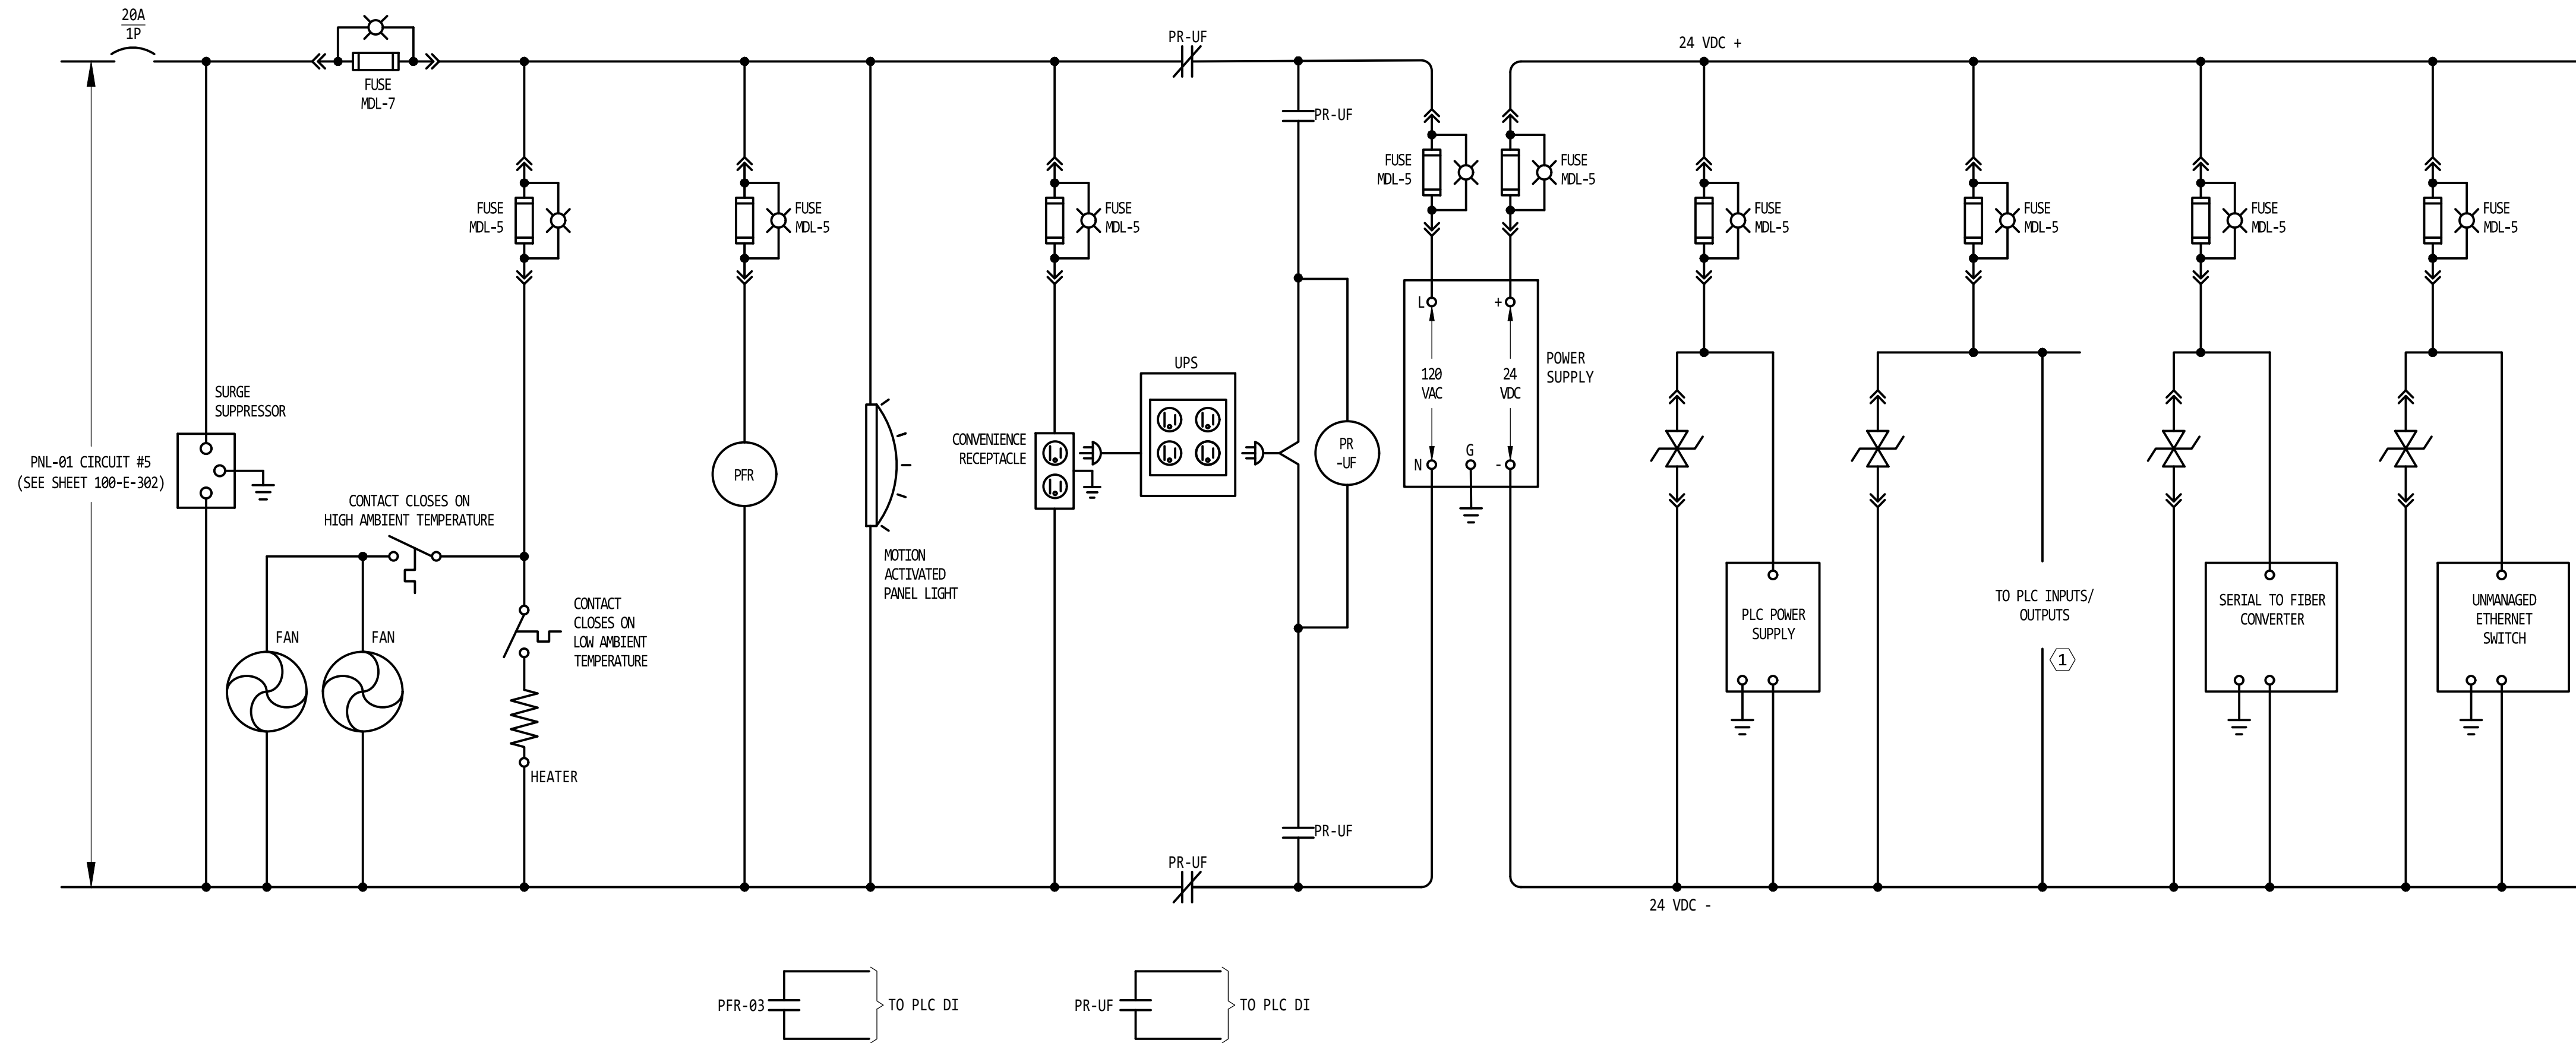 20A
1P
FUSE
MDL-7
PR-UF
24 VDC +
PR-UF
FUSE
MDL-5
FUSE
MDL-5
FUSE
MDL-5
FUSE
MDL-5
FUSE
MDL-5
FUSE
MDL-5
FUSE
MDL-5
FUSE
MDL-5
FUSE
MDL-5
SURGE
SUPPRESSOR
PNL-01 CIRCUIT #5
(SEE SHEET 100-E-302)
CONTACT CLOSES ON
HIGH AMBIENT TEMPERATURE
FAN
FAN
CONTACT
CLOSES ON
LOW AMBIENT
TEMPERATURE
HEATER
PFR
MOTION
ACTIVATED
PANEL LIGHT
CONVENIENCE
RECEPTACLE
UPS
PR
-UF
L
+
120
VAC
24
VDC
N
G
-
POWER
SUPPLY
PLC POWER
SUPPLY
TO PLC INPUTS/
OUTPUTS
1
SERIAL TO FIBER
CONVERTER
UNMANAGED
ETHERNET
SWITCH
PR-UF
PR-UF
24 VDC -
PFR-03
TO PLC DI
PR-UF
TO PLC DI